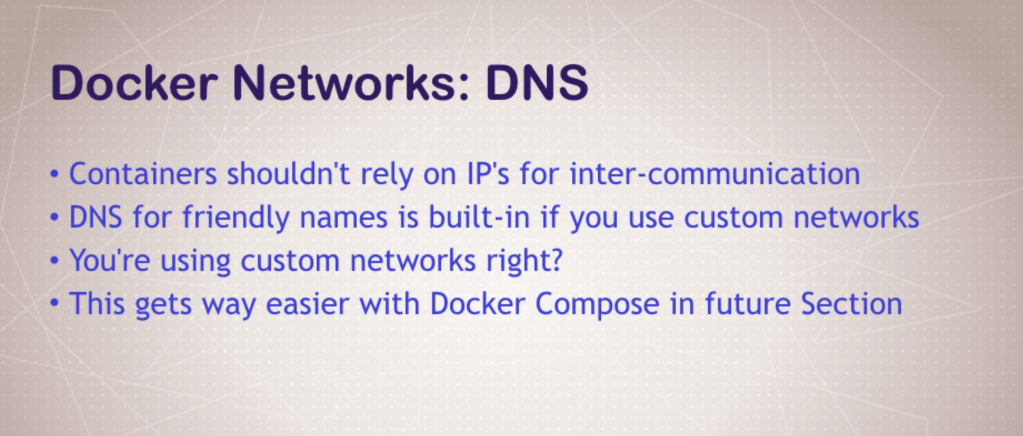 Docker Networks: DNS
• Containers shouldn't rely on IP's for inter-communication
• DNS for friendly names is built-in if you use custom networks
• You're using custom networks right?
• This gets way easier with Docker Compose in future Section